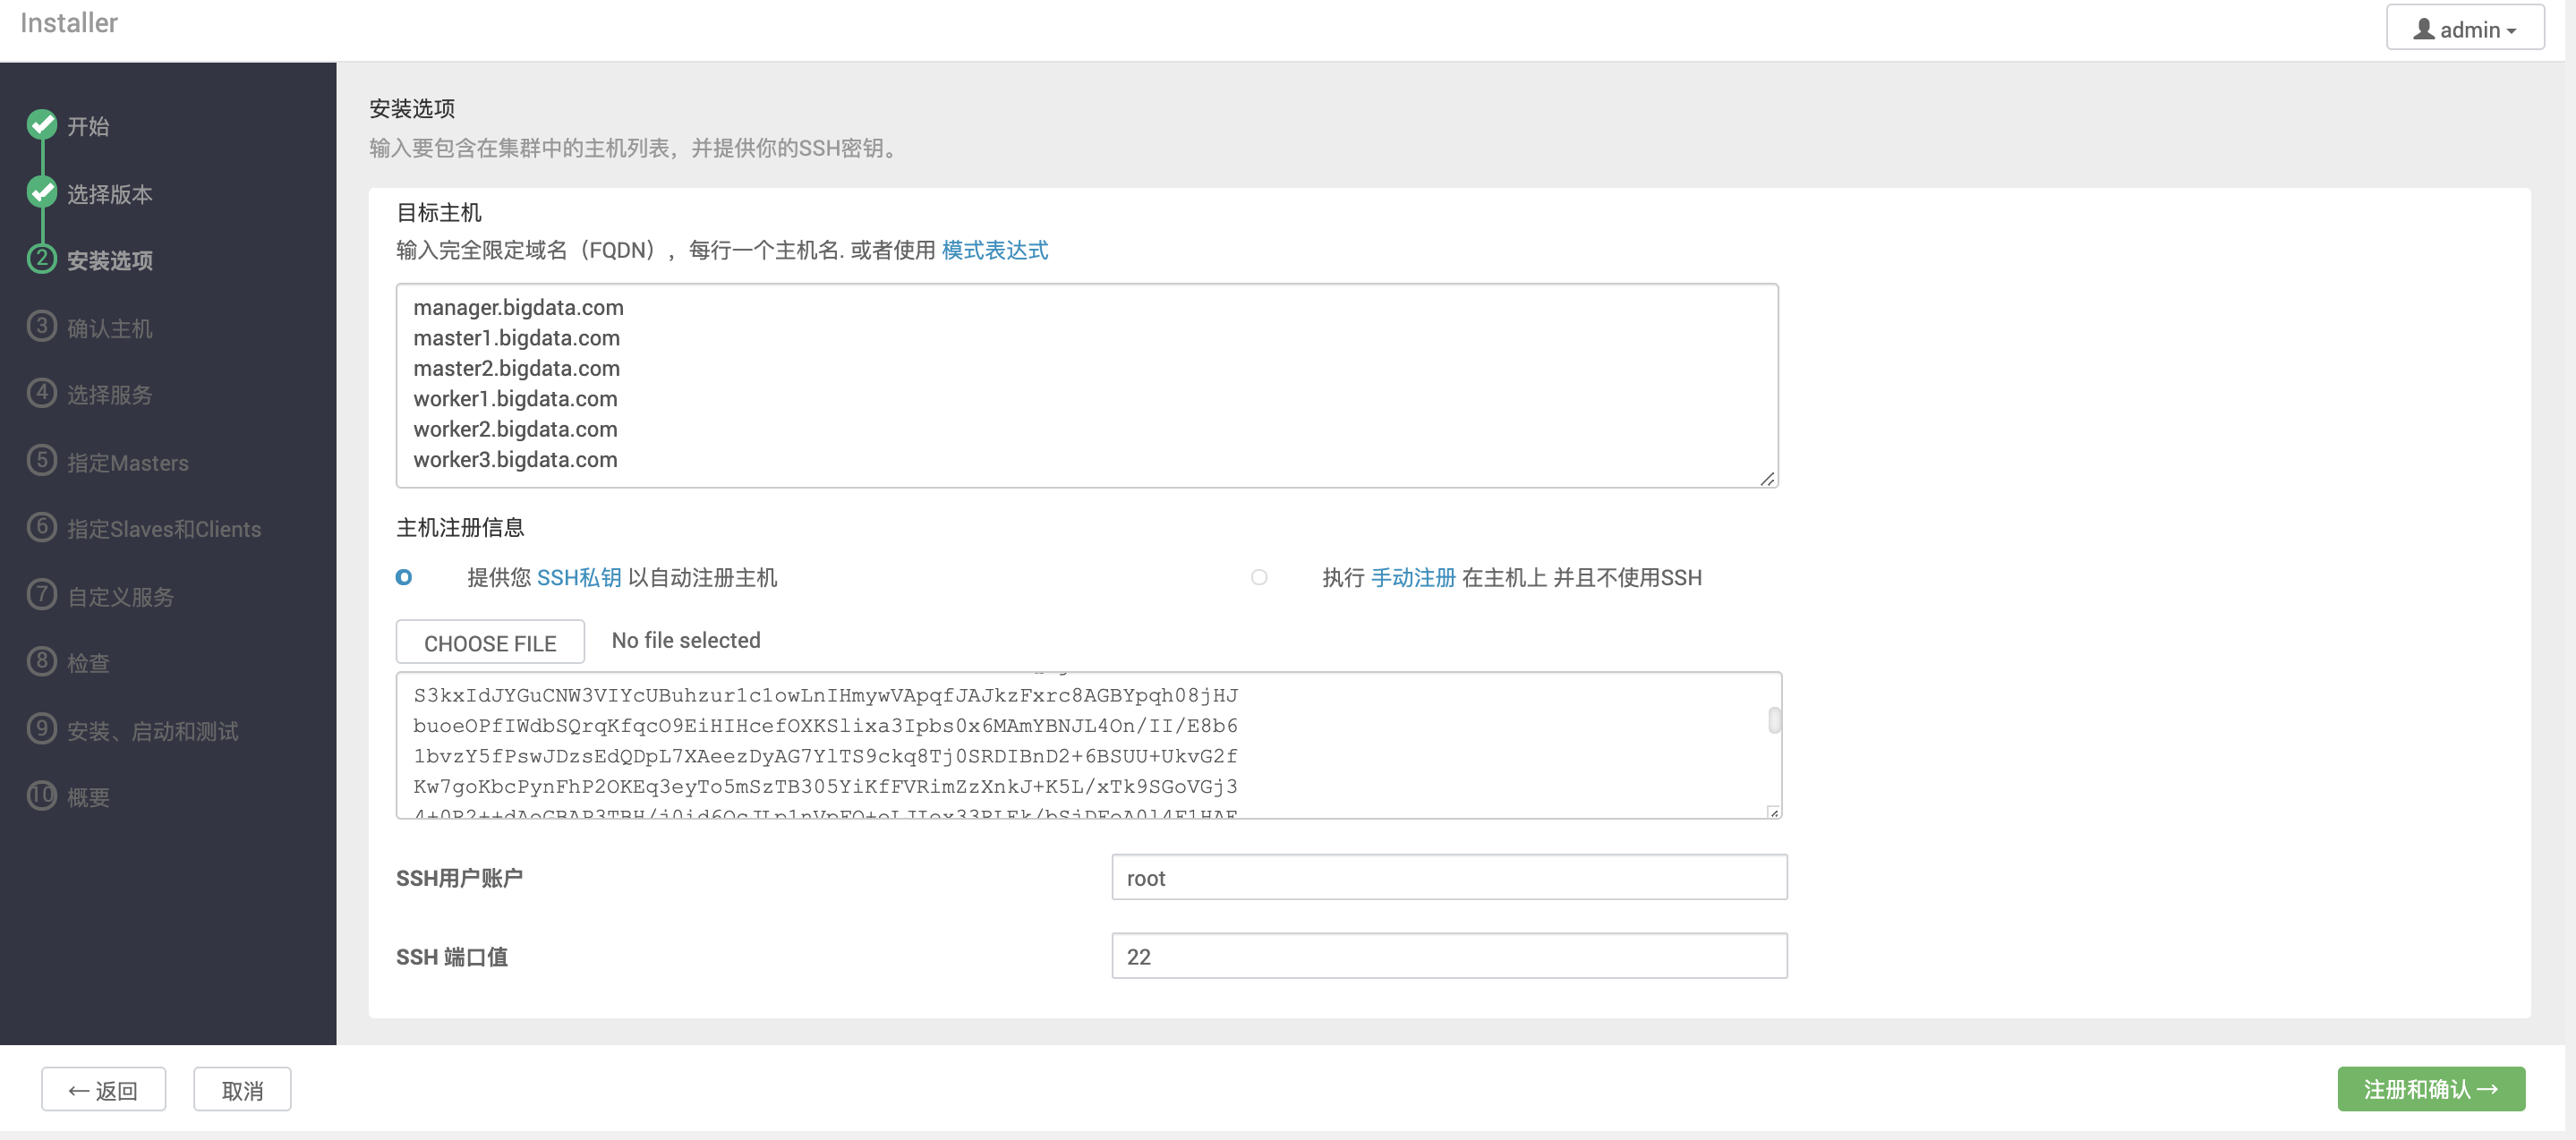 Installer
admin
开始
选择版本
2 安装选项
3 确认主机
4 选择服务
5 指定Masters
6 指定Slaves和Clients
7 自定义服务
8 检查
9 安装、启动和测试
10 概要
安装选项
输入要包含在集群中的主机列表，并提供你的SSH密钥。
目标主机
输入完全限定域名（FQDN），每行一个主机名. 或者使用 模式表达式
manager.bigdata.com
master1.bigdata.com
master2.bigdata.com
worker1.bigdata.com
worker2.bigdata.com
worker3.bigdata.com
主机注册信息
提供您 SSH私钥 以自动注册主机
执行 手动注册 在主机上 并且不使用SSH
CHOOSE FILE No file selected
S3kxIdJYGuCNW3VIYcUBuhzur1c1owLnIHmywVApqfJAJkzFxrc8AGBYpqh08jHJ
buoeOPfIWdbSQrqKfqcO9EiHIHcefOXKSlixa3Ipbs0x6MAmYBNJL4On/II/E8b6
1bvzY5fPswJDzsEdQDpL7XAeezDyAG7YlTS9ckq8Tj0SRDIBnD2+6BSUU+UkvG2f
Kw7goKbcPynFhP2OKEq3eyTo5mSzTB305YiKfFVRimZzXnkJ+K5L/xTk9SGoVGj3
SSH用户账户
root
SSH 端口值
22
← 返回
取消
注册和确认 →